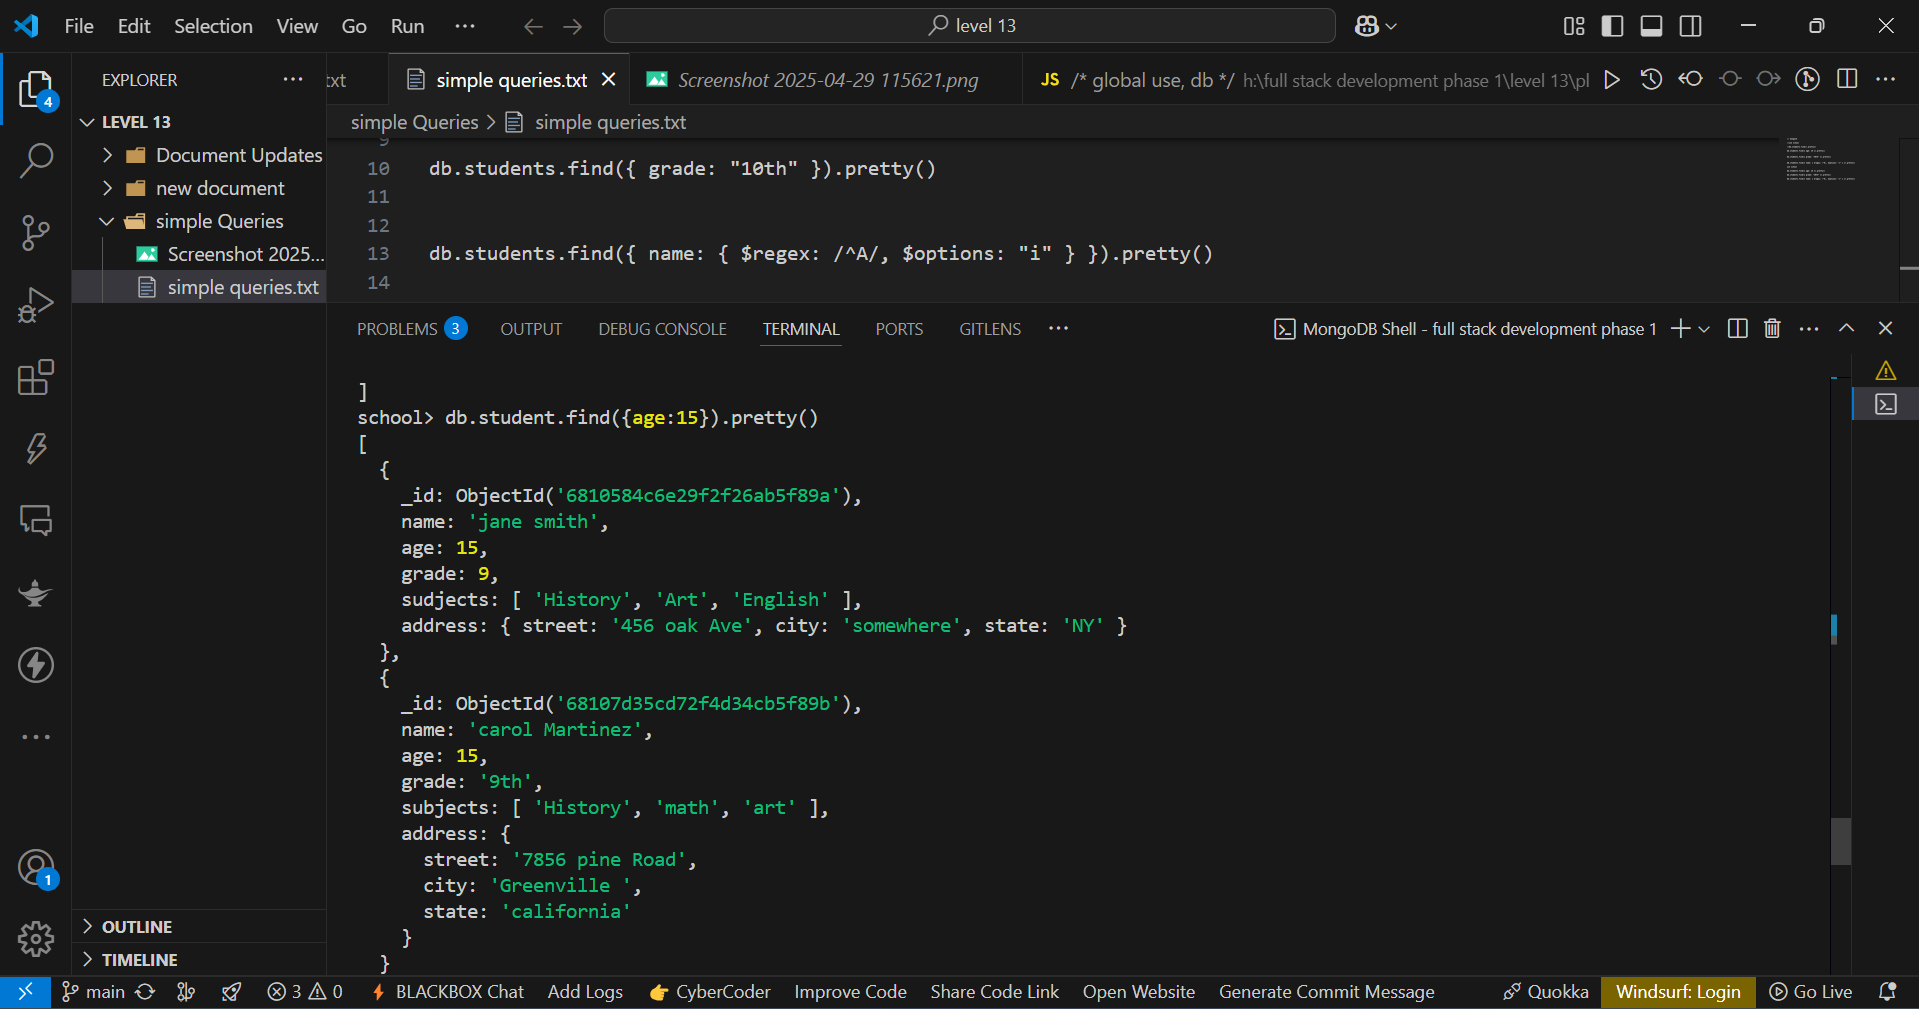 File Edit Selection View Go Run ··· level 13
EXPLORER ···
LEVEL 13
Document Updates
new document
simple Queries
Screenshot 2025...
simple queries.txt
OUTLINE
TIMELINE
4
1
txt simple queries.txt Screenshot 2025-04-29 115621.png JS /* global use, db */ h:\full stack development phase 1\level 13\pl
simple Queries > simple queries.txt
9
10 db.students.find({ grade: "10th" }).pretty()
11
12
13 db.students.find({ name: { $regex: /^A/, $options: "i" } }).pretty()
14
PROBLEMS 3 OUTPUT DEBUG CONSOLE TERMINAL PORTS GITLENS ··· MongoDB Shell - full stack development phase 1
]
school> db.student.find({age:15}).pretty()
[
{
_id: ObjectId('6810584c6e29f2f26ab5f89a'),
name: 'jane smith',
age: 15,
grade: 9,
sudjects: [ 'History', 'Art', 'English' ],
address: { street: '456 oak Ave', city: 'somewhere', state: 'NY' }
},
{
_id: ObjectId('68107d35cd72f4d34cb5f89b'),
name: 'carol Martinez',
age: 15,
grade: '9th',
subjects: [ 'History', 'math', 'art' ],
address: {
street: '7856 pine Road',
city: 'Greenville ',
state: 'california'
}
}
main 3 0 BLACKBOX Chat Add Logs CyberCoder Improve Code Share Code Link Open Website Generate Commit Message Quokka Windsurf: Login Go Live